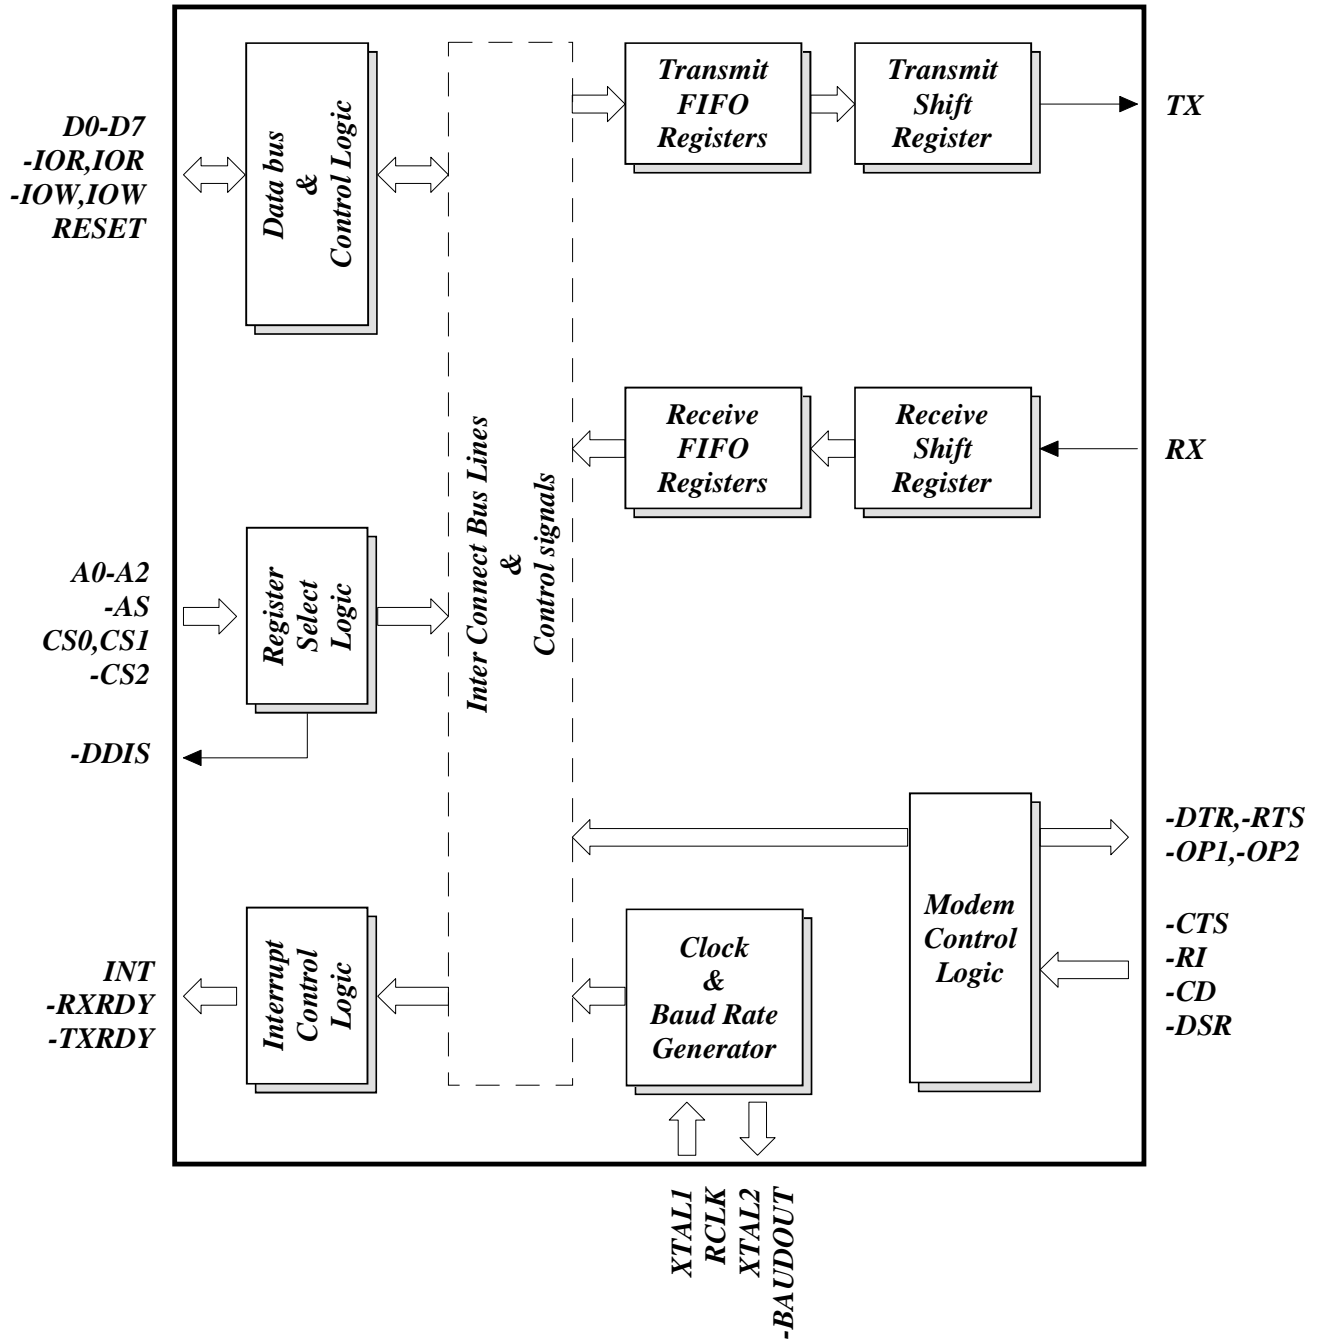 D0-D7
-IOR,IOR
-IOW,IOW
RESET
Data bus
&
Control Logic
Transmit
FIFO
Registers
Transmit
Shift
Register
TX
Inter Connect Bus Lines
&
Control signals
Receive
FIFO
Registers
Receive
Shift
Register
RX
A0-A2
-AS
CS0,CS1
-CS2
Register
Select
Logic
-DDIS
Modem
Control
Logic
-DTR,-RTS
-OP1,-OP2
-CTS
-RI
-CD
-DSR
INT
-RXRDY
-TXRDY
Interrupt
Control
Logic
Clock
&
Baud Rate
Generator
XTAL1
RCLK
XTAL2
-BAUDOUT